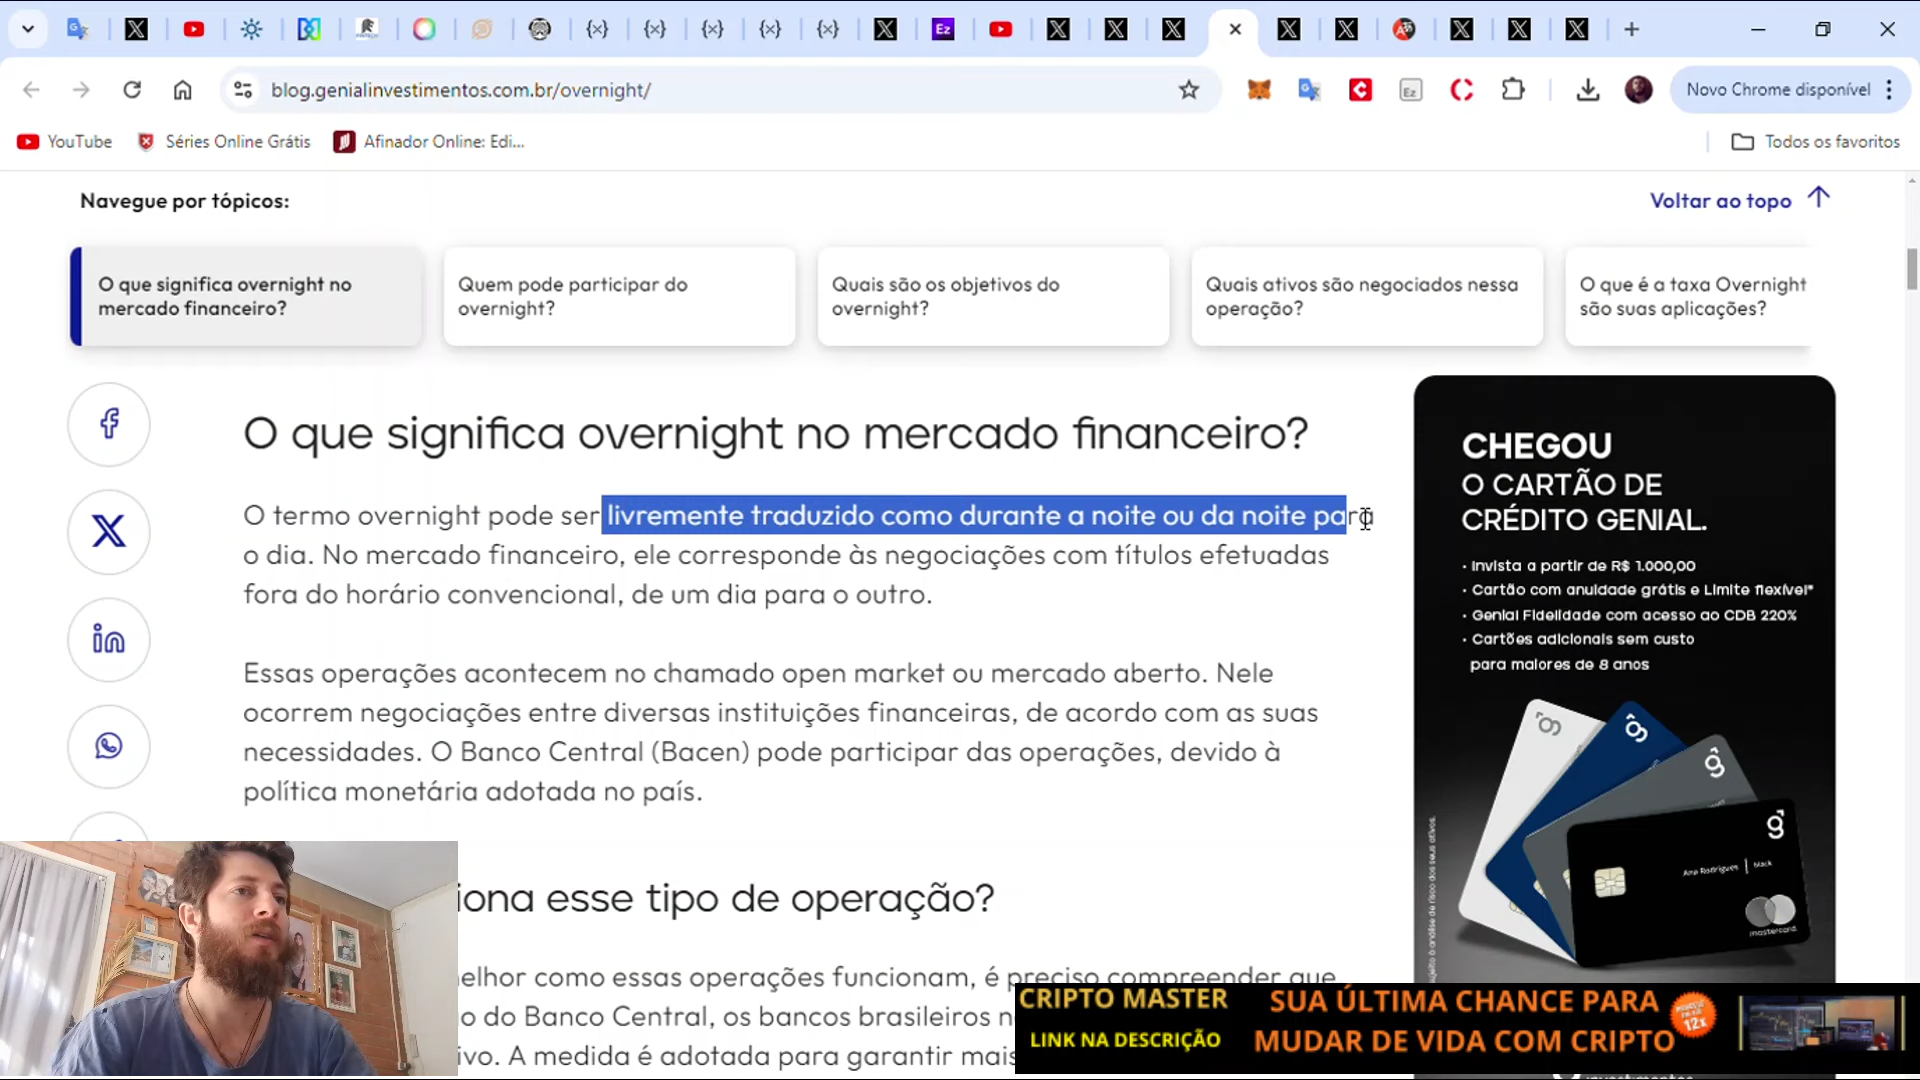 blog.genialinvestimentos.com.br/overnight/
Novo Chrome disponível
YouTube
Séries Online Grátis
Afinador Online: Edi...
Todos os favoritos
Navegue por tópicos:
Voltar ao topo
O que significa overnight no
mercado financeiro?
Quem pode participar do
overnight?
Quais são os objetivos do
overnight?
Quais ativos são negociados nessa
operação?
O que é a taxa Overnight
são suas aplicações?
O que significa overnight no mercado financeiro?
O termo overnight pode ser livremente traduzido como durante a noite ou da noite para
o dia. No mercado financeiro, ele corresponde às negociações com títulos efetuadas
fora do horário convencional, de um dia para o outro.
Essas operações acontecem no chamado open market ou mercado aberto. Nele
ocorrem negociações entre diversas instituições financeiras, de acordo com as suas
necessidades. O Banco Central (Bacen) pode participar das operações, devido à
política monetária adotada no país.
iona esse tipo de operação?
elhor como essas operações funcionam, é preciso compreender que
o do Banco Central, os bancos brasileiros n
ivo. A medida é adotada para garantir mais
CHEGOU
O CARTÃO DE
CRÉDITO GENIAL.
• Invista a partir de R$ 1.000,00
• Cartão com anuidade grátis e Limite flexível*
• Genial Fidelidade com acesso ao CDB 220%
• Cartões adicionais sem custo
para maiores de 8 anos
Ana Rodrigues | black
mastercard
CRIPTO MASTER
LINK NA DESCRIÇÃO
SUA ÚLTIMA CHANCE PARA
MUDAR DE VIDA COM CRIPTO
12x
investimentos